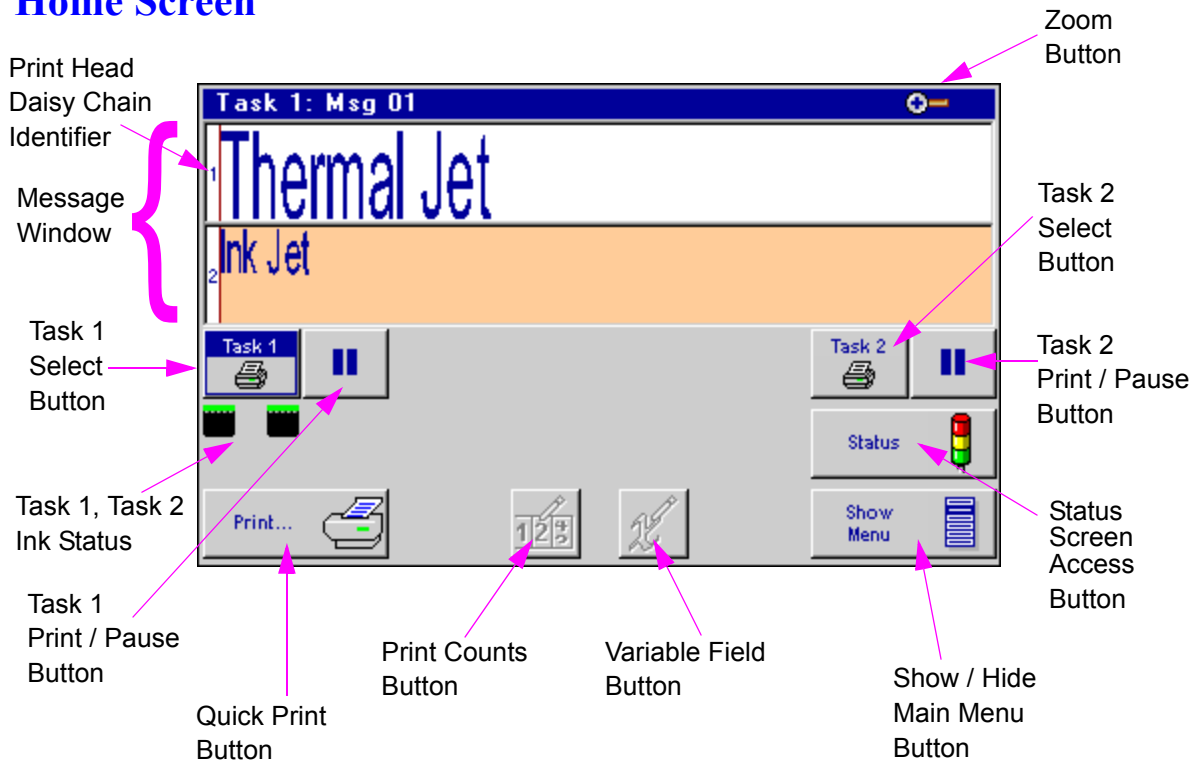 Home Screen
Zoom
Button
Print Head
Daisy Chain
Identifier
Message
Window
Task 1: Msg 01
1
Thermal Jet
2
Ink Jet
Task 2
Select
Button
Task 1
Select
Button
Task 1
Task 2
Task 2
Print / Pause
Button
Status
Task 1, Task 2
Ink Status
Print...
Show
Menu
Status
Screen
Access
Button
Task 1
Print / Pause
Button
Print Counts
Button
Variable Field
Button
Show / Hide
Main Menu
Button
Quick Print
Button